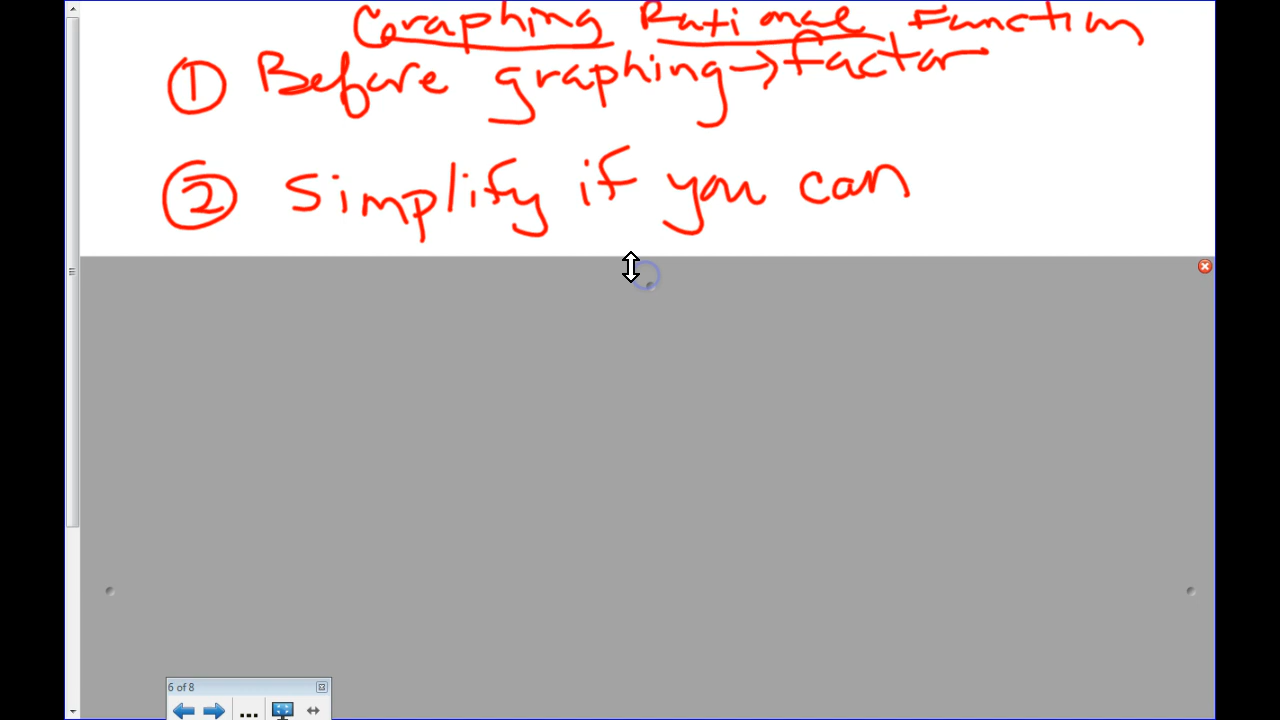 Graphing Rational Function
① Before graphing→factor
② Simplify if you can
6 of 8
...